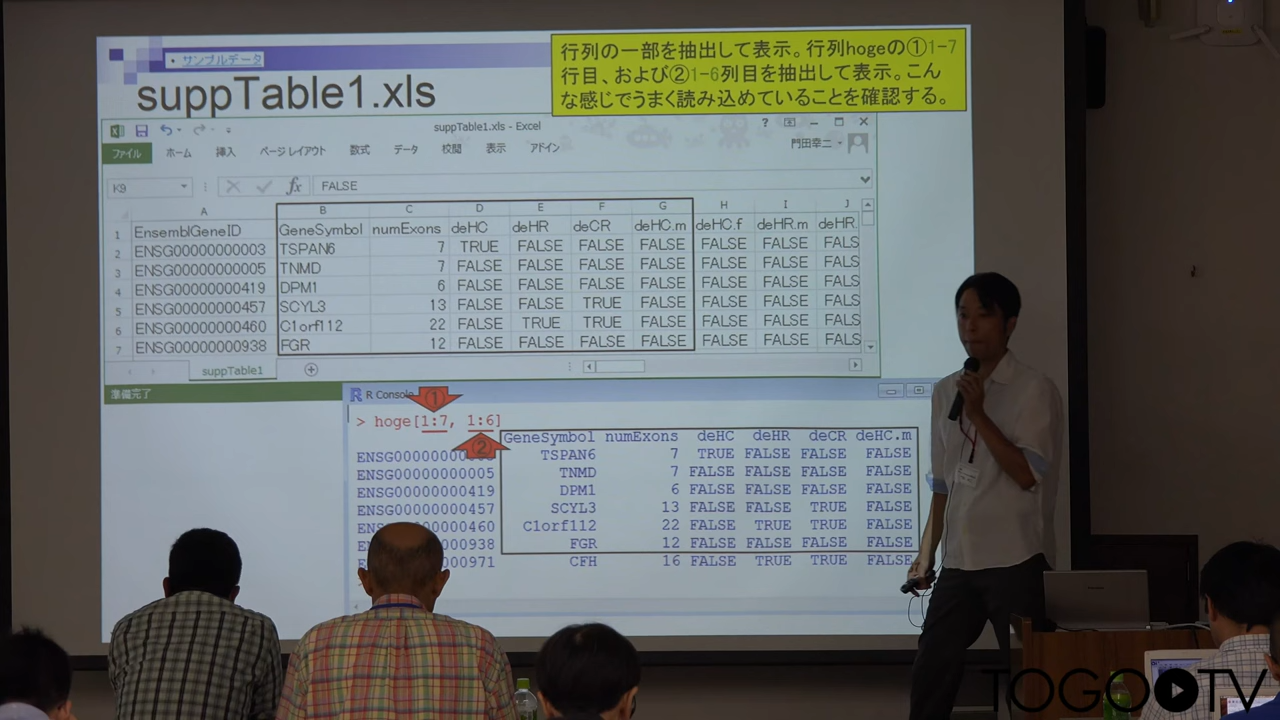 ・サンプルデータ
suppTable1.xls
行列の一部を抽出して表示。行列hogeの①1-7
行目、および②1-6列目を抽出して表示。こん
な感じでうまく読み込めていることを確認する。
suppTable1.xls - Excel
ファイル ホーム 挿入 ページ レイアウト 数式 データ 校閲 表示 アドイン 門田幸二
K9 fx FALSE
A B C D E F G H I J
1 EnsemblGeneID GeneSymbol numExons deHC deHR deCR deHC.m deHC.f deHR.m deHR.
2 ENSG00000000003 TSPAN6 7 TRUE FALSE FALSE FALSE FALSE FALSE FALS
3 ENSG00000000005 TNMD 7 FALSE FALSE FALSE FALSE FALSE FALSE FALS
4 ENSG00000000419 DPM1 6 FALSE FALSE FALSE FALSE FALSE FALSE FALS
5 ENSG00000000457 SCYL3 13 FALSE FALSE TRUE FALSE FALSE FALSE FALS
6 ENSG00000000460 C1orf112 22 FALSE TRUE TRUE FALSE FALSE FALSE FALS
7 ENSG00000000938 FGR 12 FALSE FALSE FALSE FALSE FALSE FALSE FALS
suppTable1
準備完了
R Console
①
> hoge[1:7, 1:6]
②
GeneSymbol numExons deHC deHR deCR deHC.m
TSPAN6 7 TRUE FALSE FALSE FALSE
ENSG00000000005 TNMD 7 FALSE FALSE FALSE FALSE
ENSG00000000419 DPM1 6 FALSE FALSE FALSE FALSE
ENSG00000000457 SCYL3 13 FALSE FALSE TRUE FALSE
C1orf112 22 FALSE TRUE TRUE FALSE
FGR 12 FALSE FALSE FALSE FALSE
CFH 16 FALSE TRUE TRUE FALSE
TOGO TV